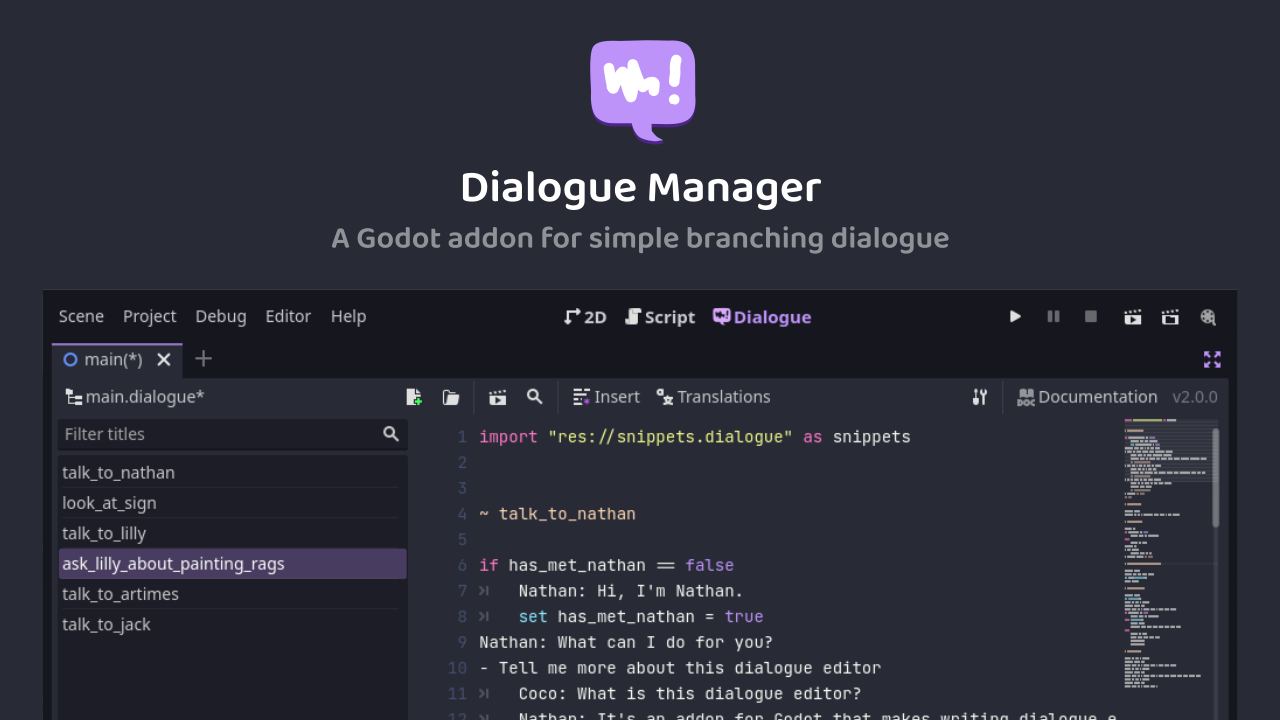 Dialogue Manager
A Godot addon for simple branching dialogue
Scene Project Debug Editor Help 2D Script Dialogue
main(*)
main.dialogue* Insert Translations Documentation v2.0.0
Filter titles
talk_to_nathan
look_at_sign
talk_to_lilly
ask_lilly_about_painting_rags
talk_to_artimes
talk_to_jack
1 import "res://snippets.dialogue" as snippets
2
3
4 ~ talk_to_nathan
5
6 if has_met_nathan == false
7 Nathan: Hi, I'm Nathan.
8 set has_met_nathan = true
9 Nathan: What can I do for you?
10 - Tell me more about this dialogue editor
11 Coco: What is this dialogue editor?
12 Nathan: It's an addon for Godot that makes writing dialogue e